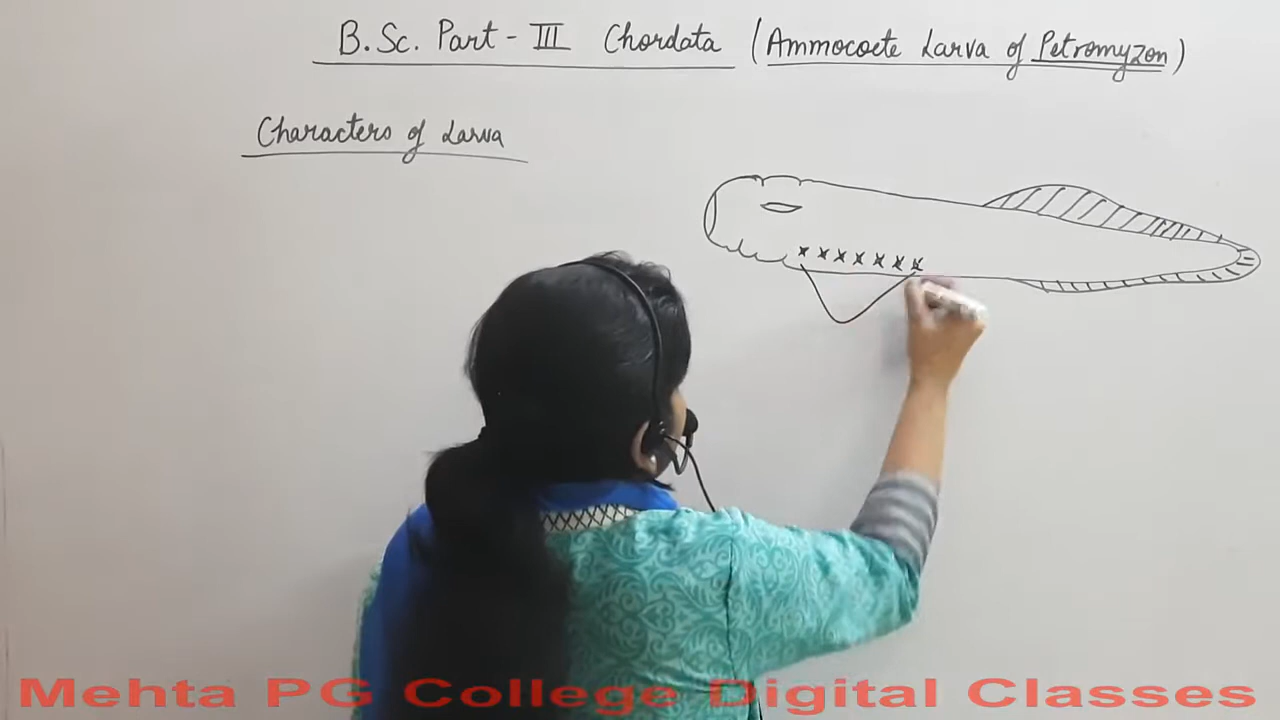 B.Sc. Part - III Chordata (Ammocoete Larva of Petromyzon)
Characters of Larva
Mehta PG College Digital Classes